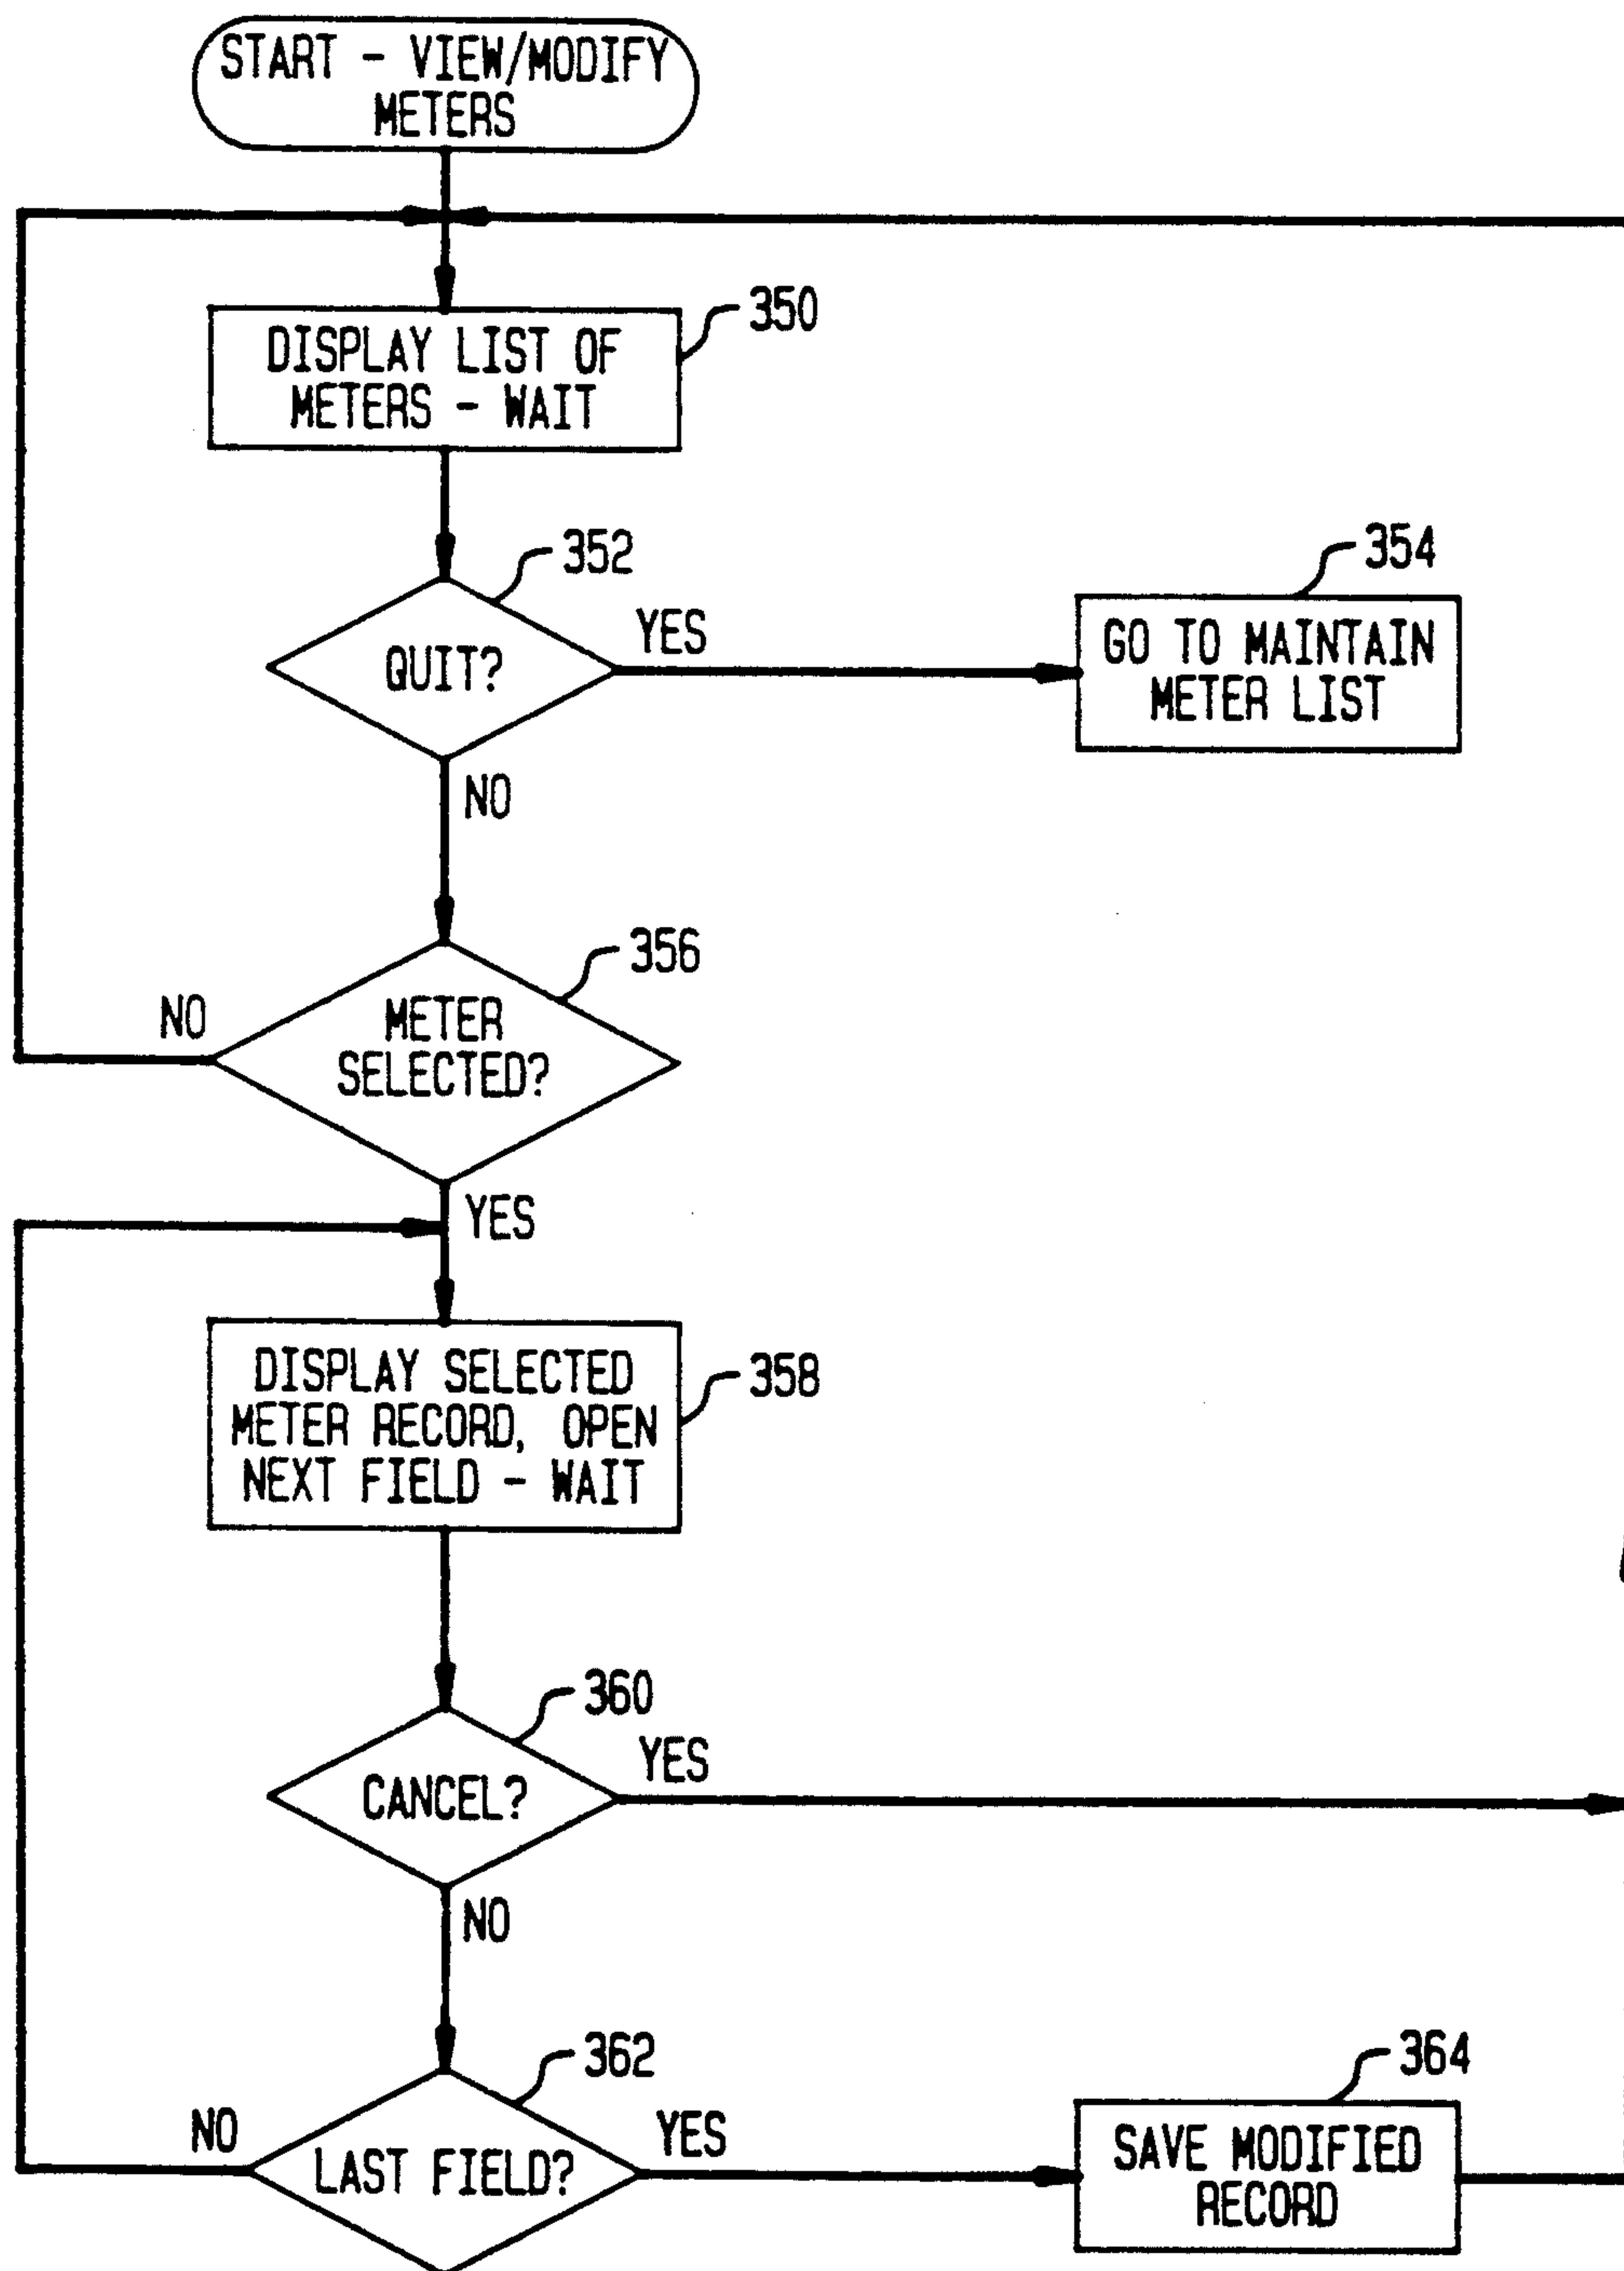 START - VIEW/MODIFY
METERS
350
DISPLAY LIST OF
METERS - WAIT
352
QUIT?
YES
354
GO TO MAINTAIN
METER LIST
NO
356
METER
SELECTED?
NO
YES
358
DISPLAY SELECTED
METER RECORD, OPEN
NEXT FIELD - WAIT
360
CANCEL?
YES
NO
362
LAST FIELD?
NO
YES
364
SAVE MODIFIED
RECORD